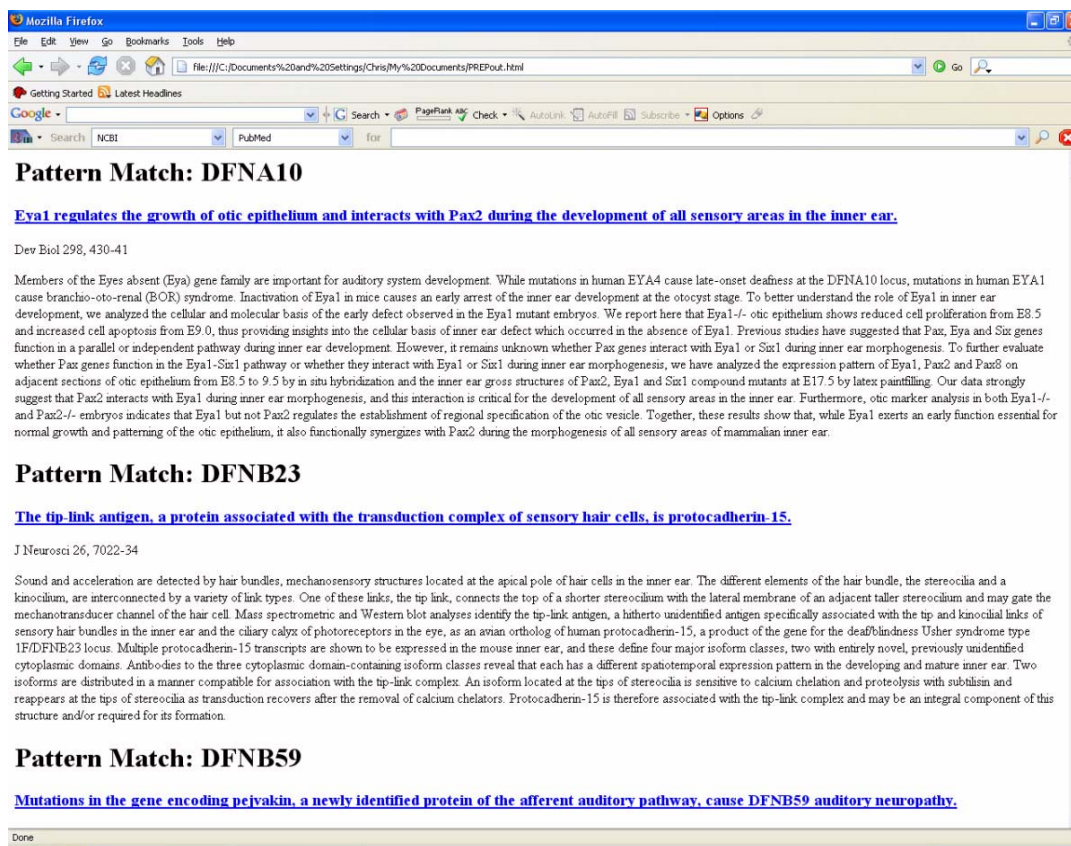 Mozilla Firefox
File Edit View Go Bookmarks Tools Help
file:///C:/Documents%20and%20Settings/Chris/My%20Documents/PREPout.html Go
Getting Started Latest Headlines
Google Search PageRank ABC Check AutoLink AutoFill Subscribe Options
Search NCBI PubMed for
Pattern Match: DFNA10
Eya1 regulates the growth of otic epithelium and interacts with Pax2 during the development of all sensory areas in the inner ear.
Dev Biol 298, 430-41
Members of the Eyes absent (Eya) gene family are important for auditory system development. While mutations in human EYA4 cause late-onset deafness at the DFNA10 locus, mutations in human EYA1
cause branchio-oto-renal (BOR) syndrome. Inactivation of Eya1 in mice causes an early arrest of the inner ear development at the otocyst stage. To better understand the role of Eya1 in inner ear
development, we analyzed the cellular and molecular basis of the early defect observed in the Eya1 mutant embryos. We report here that Eya1-/- otic epithelium shows reduced cell proliferation from E8.5
and increased cell apoptosis from E9.0, thus providing insights into the cellular basis of inner ear defect which occurred in the absence of Eya1. Previous studies have suggested that Pax, Eya and Six genes
function in a parallel or independent pathway during inner ear development. However, it remains unknown whether Pax genes interact with Eya1 or Six1 during inner ear morphogenesis. To further evaluate
whether Pax genes function in the Eya1-Six1 pathway or whether they interact with Eya1 or Six1 during inner ear morphogenesis, we have analyzed the expression pattern of Eya1, Pax2 and Pax8 on
adjacent sections of otic epithelium from E8.5 to 9.5 by in situ hybridization and the inner ear gross structures of Pax2, Eya1 and Six1 compound mutants at E17.5 by latex paintfilling. Our data strongly
suggest that Pax2 interacts with Eya1 during inner ear morphogenesis, and this interaction is critical for the development of all sensory areas in the inner ear. Furthermore, otic marker analysis in both Eya1-/-
and Pax2-/- embryos indicates that Eya1 but not Pax2 regulates the establishment of regional specification of the otic vesicle. Together, these results show that, while Eya1 exerts an early function essential for
normal growth and patterning of the otic epithelium, it also functionally synergizes with Pax2 during the morphogenesis of all sensory areas of mammalian inner ear.
Pattern Match: DFNB23
The tip-link antigen, a protein associated with the transduction complex of sensory hair cells, is protocadherin-15.
J Neurosci 26, 7022-34
Sound and acceleration are detected by hair bundles, mechanosensory structures located at the apical pole of hair cells in the inner ear. The different elements of the hair bundle, the stereocilia and a
kinocilium, are interconnected by a variety of link types. One of these links, the tip link, connects the top of a shorter stereocilium with the lateral membrane of an adjacent taller stereocilium and may gate the
mechanotransducer channel of the hair cell. Mass spectrometric and Western blot analyses identify the tip-link antigen, a hitherto unidentified antigen specifically associated with the tip and kinocilial links of
sensory hair bundles in the inner ear and the ciliary calyx of photoreceptors in the eye, as an avian ortholog of human protocadherin-15, a product of the gene for the deaf/blindness Usher syndrome type
1F/DFNB23 locus. Multiple protocadherin-15 transcripts are shown to be expressed in the mouse inner ear, and these define four major isoform classes, two with entirely novel, previously unidentified
cytoplasmic domains. Antibodies to the three cytoplasmic domain-containing isoform classes reveal that each has a different spatiotemporal expression pattern in the developing and mature inner ear. Two
isoforms are distributed in a manner compatible for association with the tip-link complex. An isoform located at the tips of stereocilia is sensitive to calcium chelation and proteolysis with subtilisin and
reappears at the tips of stereocilia as transduction recovers after the removal of calcium chelators. Protocadherin-15 is therefore associated with the tip-link complex and may be an integral component of this
structure and/or required for its formation.
Pattern Match: DFNB59
Mutations in the gene encoding pejvakin, a newly identified protein of the afferent auditory pathway, cause DFNB59 auditory neuropathy.
Done